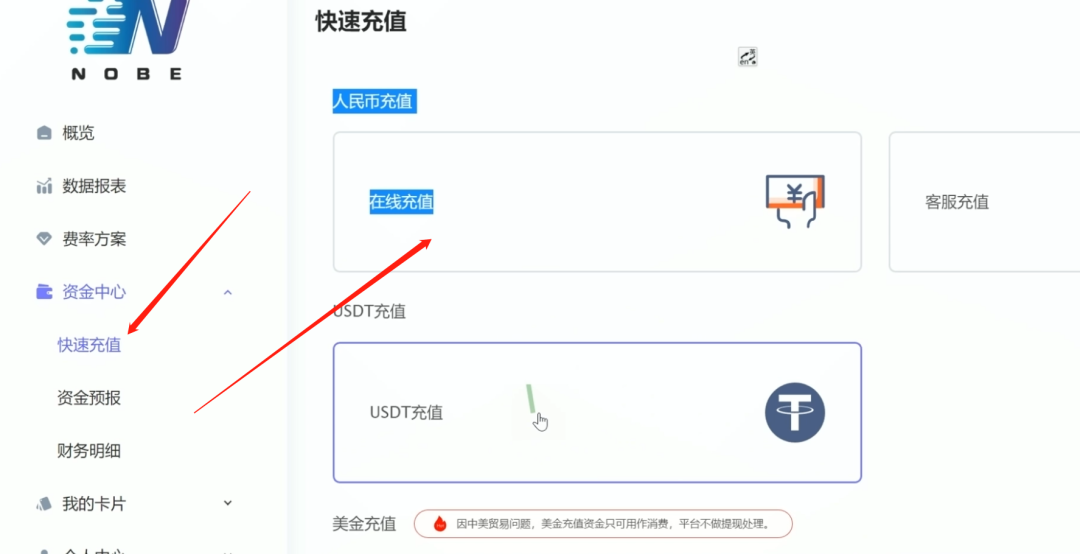 快速充值
NOBE
人民币充值
概览
数据报表
在线充值
客服充值
费率方案
资金中心
USDT充值
快速充值
资金预报
USDT充值
财务明细
我的卡片
美金充值
因中美贸易问题，美金充值资金只可用作消费，平台不做提现处理。
个人中心